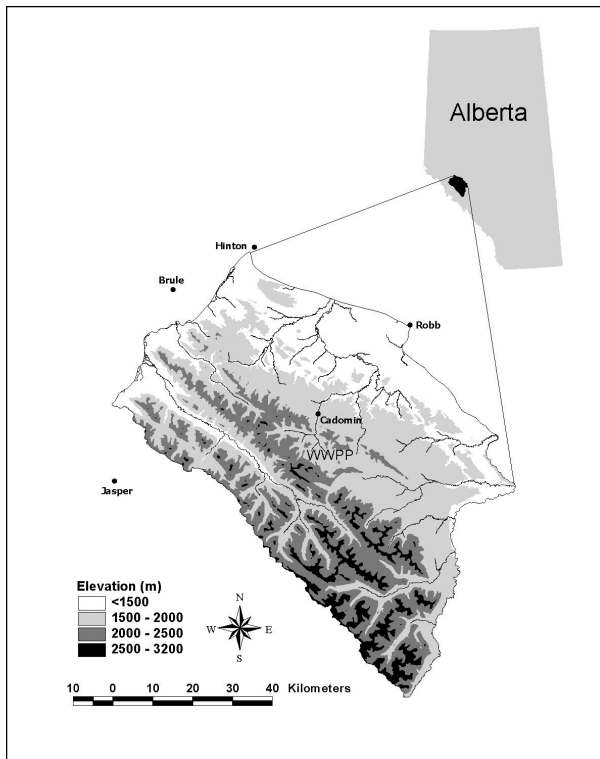 Alberta
Hinton
Brule
Robb
Cadomin
WWPP
Jasper
Elevation (m)
<1500
1500 - 2000
2000 - 2500
2500 - 3200
N
W E
S
10 0 10 20 30 40 Kilometers